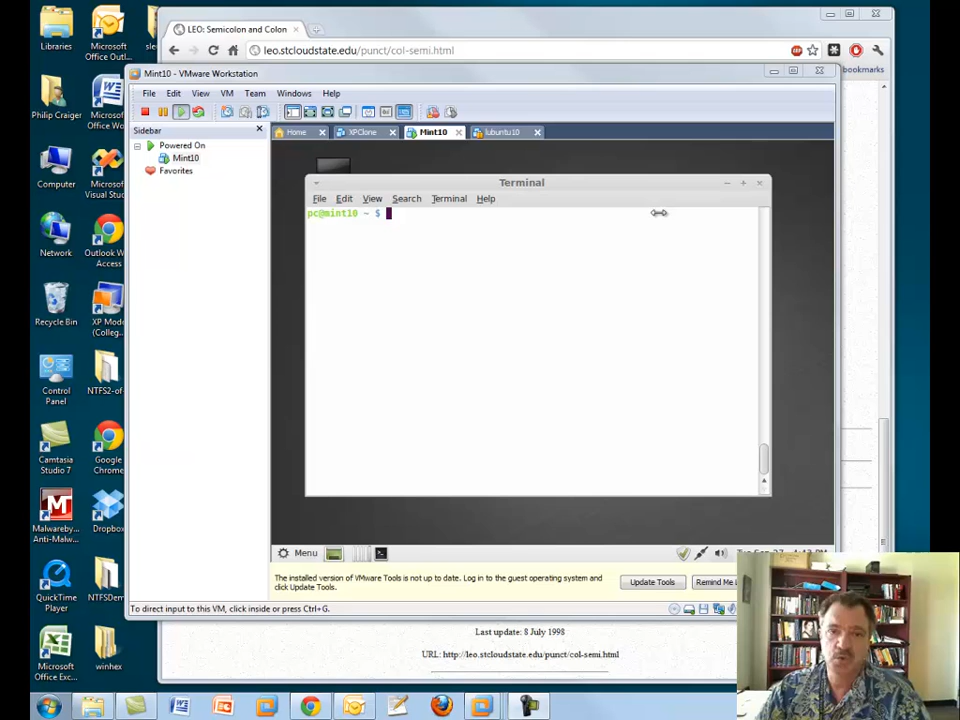 LEO: Semicolon and Colon
leo.stcloudstate.edu/punct/col-semi.html
bookmarks
Mint10 - VMware Workstation
File Edit View VM Team Windows Help
Sidebar
Powered On
Mint10
Favorites
Home XPClone Mint10 lubuntu10
Terminal
File Edit View Search Terminal Help
pc@mint10 ~ $
Menu
The installed version of VMware Tools is not up to date. Log in to the guest operating system and
click Update Tools.
Update Tools
Remind Me L
To direct input to this VM, click inside or press Ctrl+G.
Last update: 8 July 1998
URL: http://leo.stcloudstate.edu/punct/col-semi.html
Libraries
Microsoft
Office Outl...
Philip Craiger
Microsoft
Office Wo
Computer
Microsoft
Visual Stu
Network
Outlook W
Access
Recycle Bin
XP Mode
(Colleg
Control
Panel
NTFS2-of-
Camtasia
Studio 7
Google
Chrome
Malwareby...
Anti-Malw...
Dropbox
QuickTime
Player
NTFSDem
Microsoft
Office Exc...
winhex